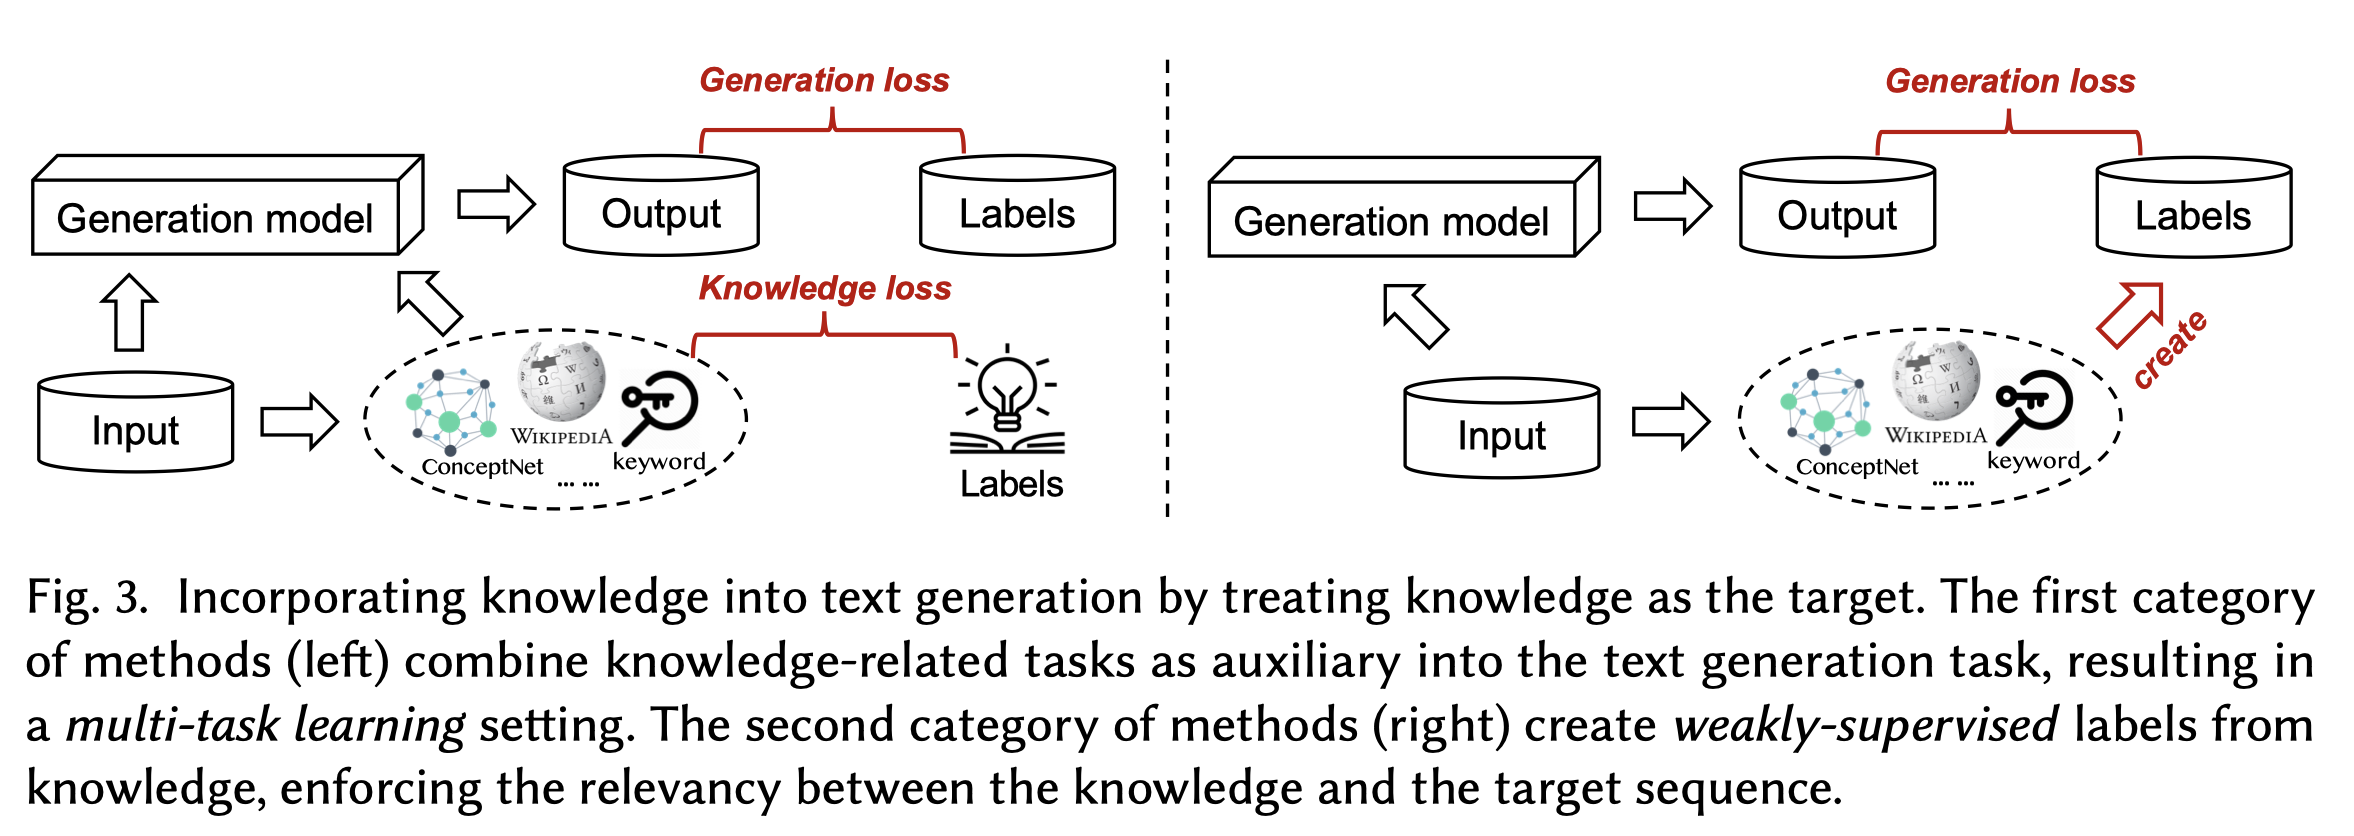 Generation loss
Generation model
Output
Labels
Knowledge loss
Input
ConceptNet
WIKIPEDIA
keyword
... ...
Labels
Generation loss
Generation model
Output
Labels
create
Input
ConceptNet
WIKIPEDIA
keyword
... ...
Fig. 3. Incorporating knowledge into text generation by treating knowledge as the target. The first category
of methods (left) combine knowledge-related tasks as auxiliary into the text generation task, resulting in
a multi-task learning setting. The second category of methods (right) create weakly-supervised labels from
knowledge, enforcing the relevancy between the knowledge and the target sequence.